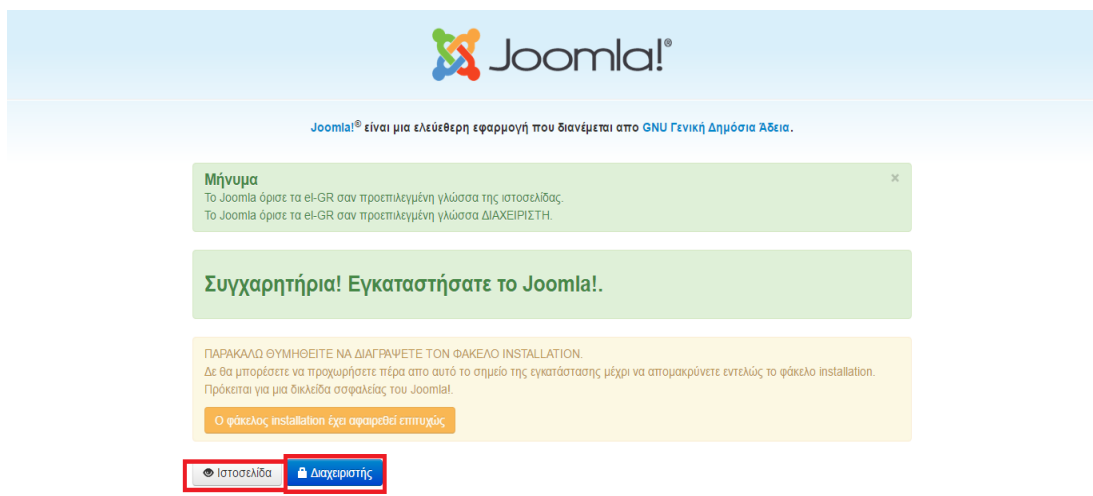 Joomla!®
Joomla!® είναι μια ελεύθερη εφαρμογή που διανέμεται απο GNU Γενική Δημόσια Άδεια.
Μήνυμα
×
Το Joomla όρισε τα el-GR σαν προεπιλεγμένη γλώσσα της ιστοσελίδας.
Το Joomla όρισε τα el-GR σαν προεπιλεγμένη γλώσσα ΔΙΑΧΕΙΡΙΣΤΗ.
Συγχαρητήρια! Εγκαταστήσατε το Joomla!.
ΠΑΡΑΚΑΛΩ ΘΥΜΗΘΕΙΤΕ ΝΑ ΔΙΑΓΡΑΨΕΤΕ ΤΟΝ ΦΑΚΕΛΟ INSTALLATION.
Δε θα μπορέσετε να προχωρήσετε πέρα απο αυτό το σημείο της εγκατάστασης μέχρι να απομακρύνετε εντελώς το φάκελο installation.
Πρόκειται για μια δικλείδα σσφαλείας του Joomla!.
Ο φάκελος installation έχει αφαιρεθεί επιτυχώς
Ιστοσελίδα
Διαχειριστής